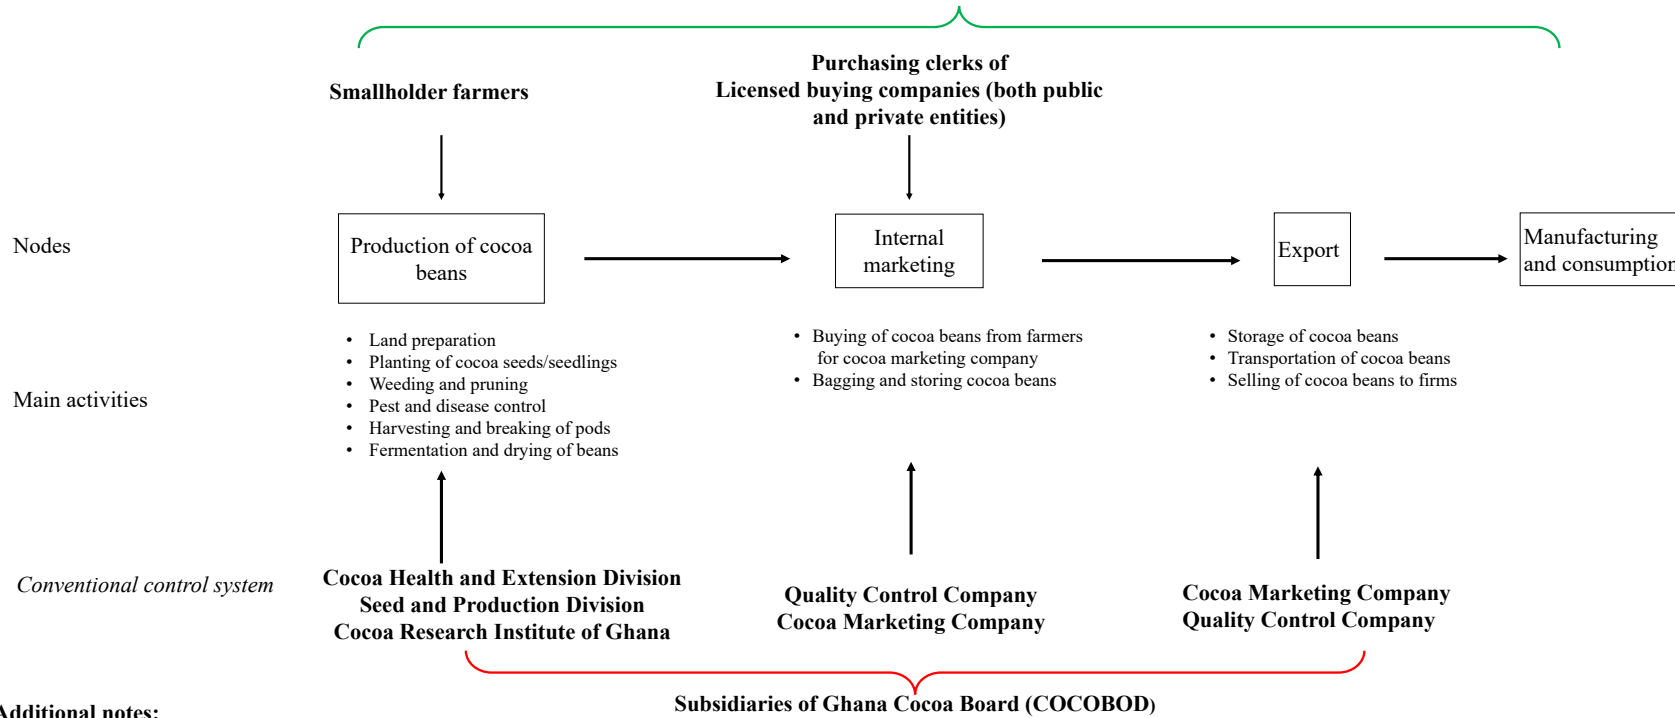 Smallholder farmers
Purchasing clerks of
Licensed buying companies (both public
and private entities)
Nodes
Production of cocoa
beans
Internal
marketing
Export
Manufacturing
and consumption
Main activities
• Land preparation
• Planting of cocoa seeds/seedlings
• Weeding and pruning
• Pest and disease control
• Harvesting and breaking of pods
• Fermentation and drying of beans
• Buying of cocoa beans from farmers
for cocoa marketing company
• Bagging and storing cocoa beans
• Storage of cocoa beans
• Transportation of cocoa beans
• Selling of cocoa beans to firms
Conventional control system
Cocoa Health and Extension Division
Seed and Production Division
Cocoa Research Institute of Ghana
Quality Control Company
Cocoa Marketing Company
Cocoa Marketing Company
Quality Control Company
Subsidiaries of Ghana Cocoa Board (COCOBOD)
Additional notes: